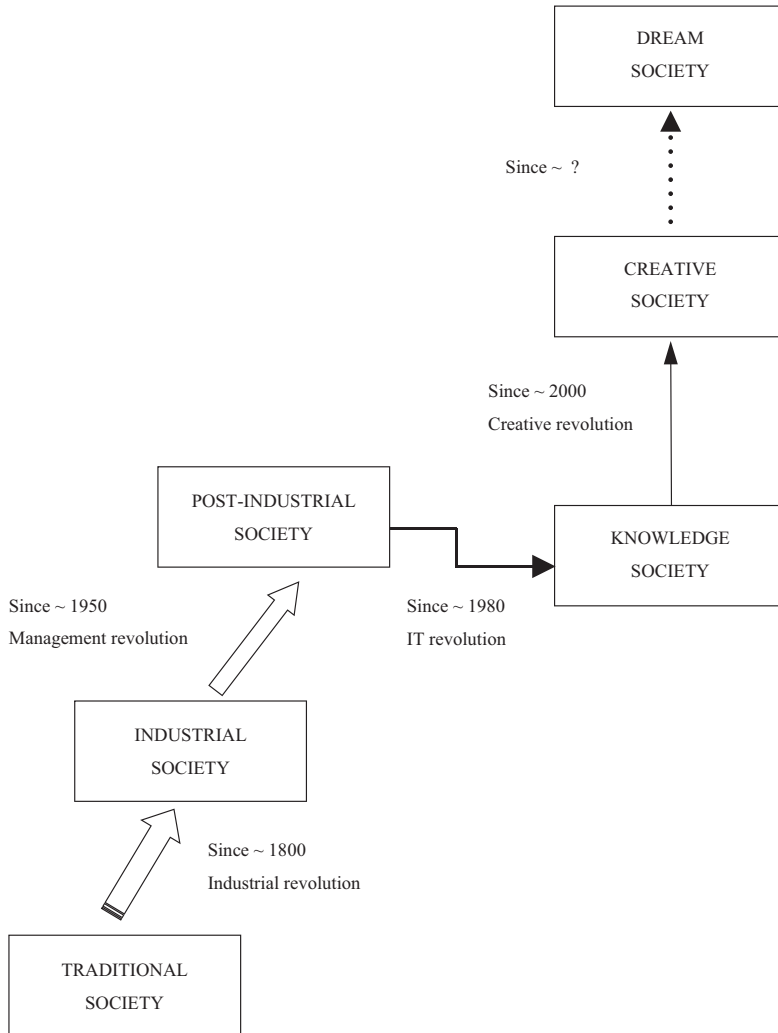 DREAM
SOCIETY
Since ~ ?
CREATIVE
SOCIETY
Since ~ 2000
Creative revolution
POST-INDUSTRIAL
SOCIETY
KNOWLEDGE
SOCIETY
Since ~ 1950
Management revolution
Since ~ 1980
IT revolution
INDUSTRIAL
SOCIETY
Since ~ 1800
Industrial revolution
TRADITIONAL
SOCIETY